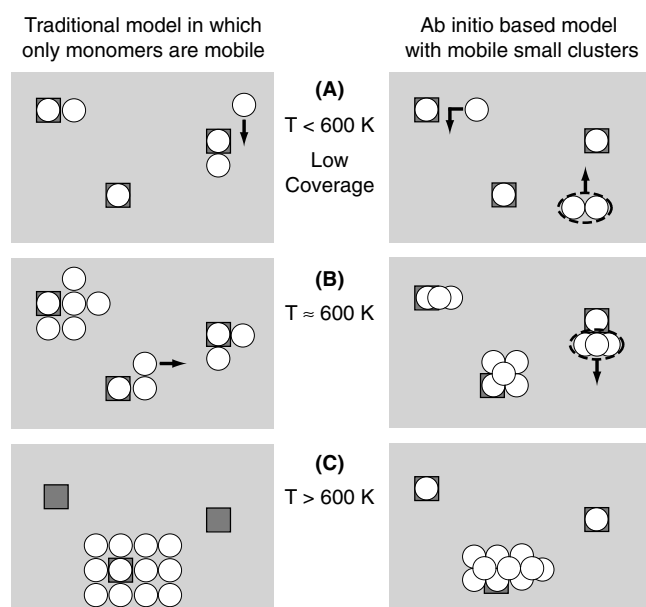 Traditional model in which
only monomers are mobile
Ab initio based model
with mobile small clusters
(A)
T < 600 K
Low
Coverage
(B)
T ≈ 600 K
(C)
T > 600 K